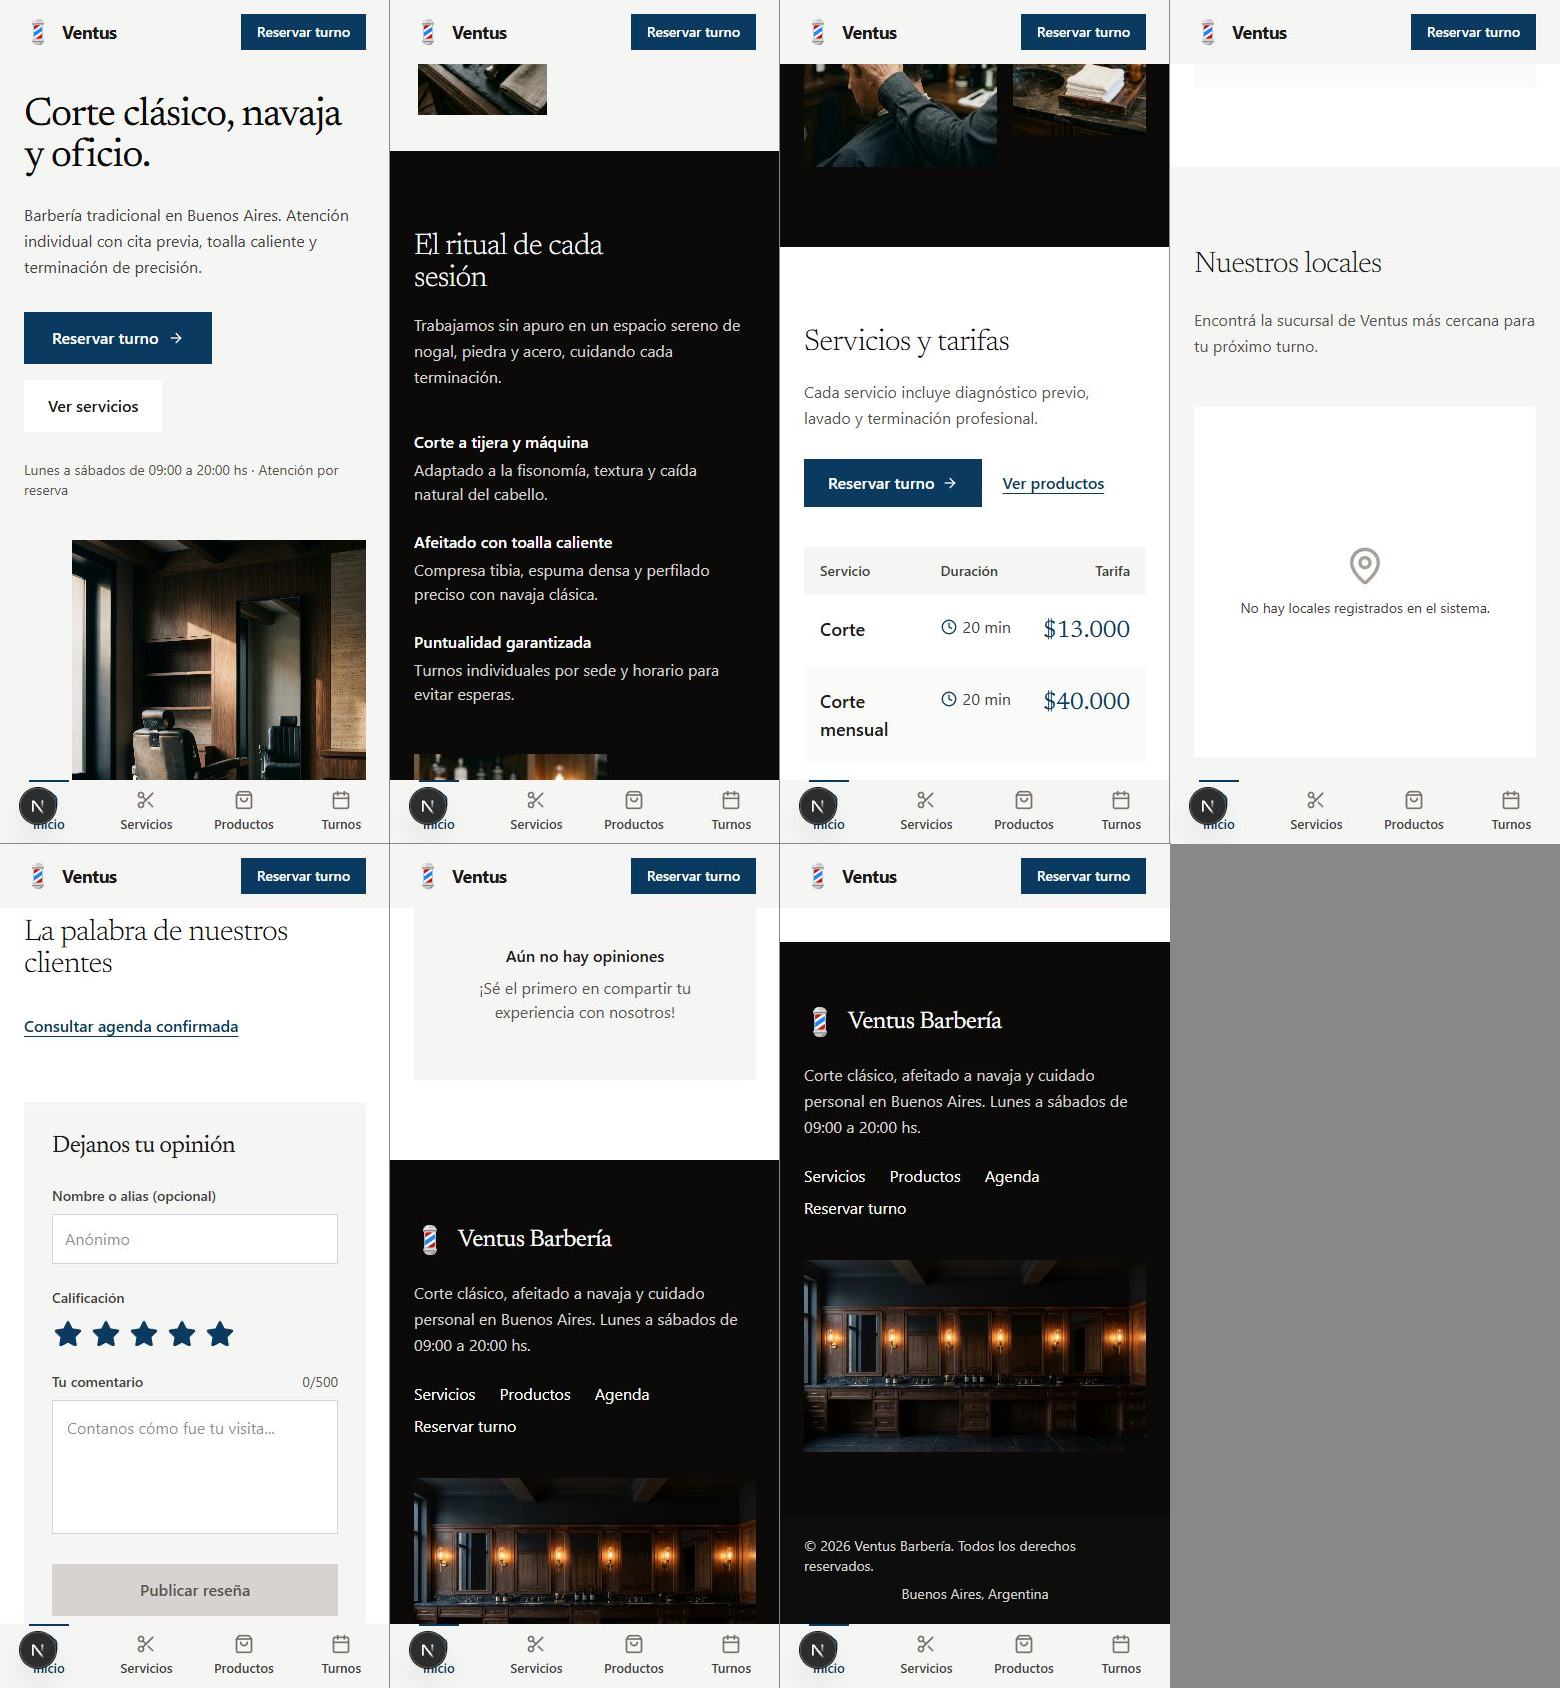 Ventus
Reservar turno
Corte clásico, navaja
y oficio.
Barbería tradicional en Buenos Aires. Atención
individual con cita previa, toalla caliente y
terminación de precisión.
Reservar turno
Ver servicios
Lunes a sábados de 09:00 a 20:00 hs · Atención por
reserva
N
Inicio
Servicios
Productos
Turnos
Ventus
Reservar turno
El ritual de cada
sesión
Trabajamos sin apuro en un espacio sereno de
nogal, piedra y acero, cuidando cada
terminación.
Corte a tijera y máquina
Adaptado a la fisonomía, textura y caída
natural del cabello.
Afeitado con toalla caliente
Compresa tibia, espuma densa y perfilado
preciso con navaja clásica.
Puntualidad garantizada
Turnos individuales por sede y horario para
evitar esperas.
N
Inicio
Servicios
Productos
Turnos
Ventus
Reservar turno
Servicios y tarifas
Cada servicio incluye diagnóstico previo,
lavado y terminación profesional.
Reservar turno
Ver productos
Servicio Duración Tarifa
Corte 20 min $13.000
Corte 20 min $40.000
mensual
N
Inicio
Servicios
Productos
Turnos
Ventus
Reservar turno
Nuestros locales
Encontrá la sucursal de Ventus más cercana para
tu próximo turno.
No hay locales registrados en el sistema.
N
Inicio
Servicios
Productos
Turnos
Ventus
Reservar turno
La palabra de nuestros
clientes
Consultar agenda confirmada
Dejanos tu opinión
Nombre o alias (opcional)
Anónimo
Calificación
Tu comentario 0/500
Contanos cómo fue tu visita...
Publicar reseña
N
Inicio
Servicios
Productos
Turnos
Ventus
Reservar turno
Aún no hay opiniones
¡Sé el primero en compartir tu
experiencia con nosotros!
Ventus Barbería
Corte clásico, afeitado a navaja y cuidado
personal en Buenos Aires. Lunes a sábados de
09:00 a 20:00 hs.
Servicios Productos Agenda
Reservar turno
N
Inicio
Servicios
Productos
Turnos
Ventus
Reservar turno
Ventus Barbería
Corte clásico, afeitado a navaja y cuidado
personal en Buenos Aires. Lunes a sábados de
09:00 a 20:00 hs.
Servicios Productos Agenda
Reservar turno
© 2026 Ventus Barbería. Todos los derechos
reservados.
Buenos Aires, Argentina
N
Inicio
Servicios
Productos
Turnos